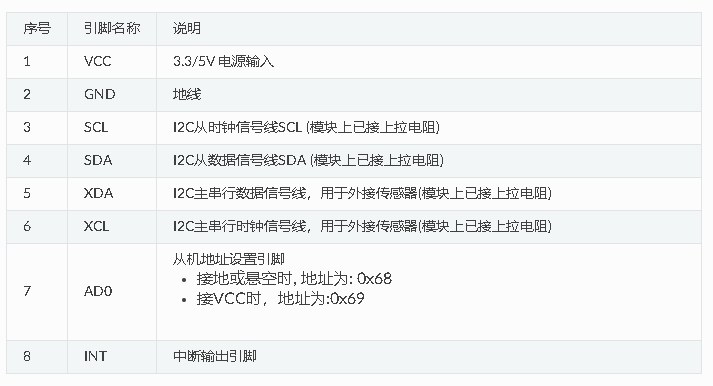 序号 引脚名称 说明
1 VCC 3.3/5V 电源输入
2 GND 地线
3 SCL I2C从时钟信号线SCL (模块上已接上拉电阻)
4 SDA I2C从数据信号线SDA (模块上已接上拉电阻)
5 XDA I2C主串行数据信号线，用于外接传感器(模块上已接上拉电阻)
6 XCL I2C主串行时钟信号线，用于外接传感器(模块上已接上拉电阻)
7 AD0 从机地址设置引脚
• 接地或悬空时, 地址为: 0x68
• 接VCC时，地址为:0x69
8 INT 中断输出引脚